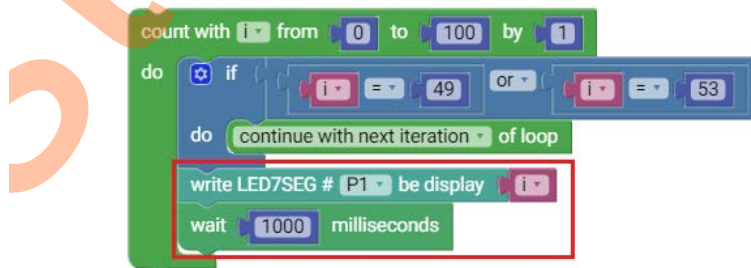 count with i from 0 to 100 by 1
do if i = 49 or i = 53
do continue with next iteration of loop
write LED7SEG # P1 be display i
wait 1000 milliseconds